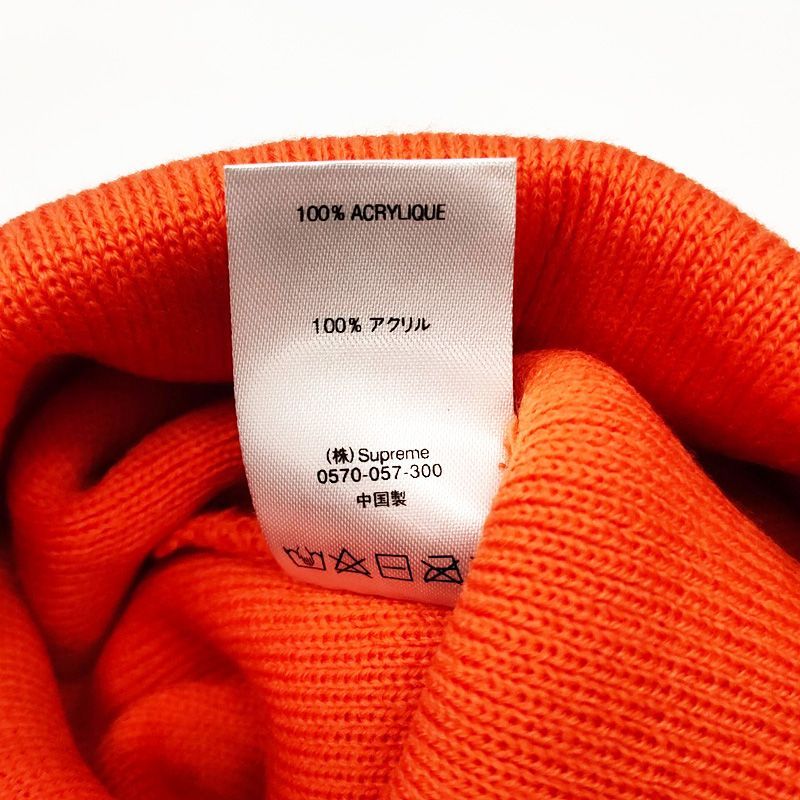 100% ACRYLIQUE
100% アクリル
(株)Supreme
0570-057-300
中国製